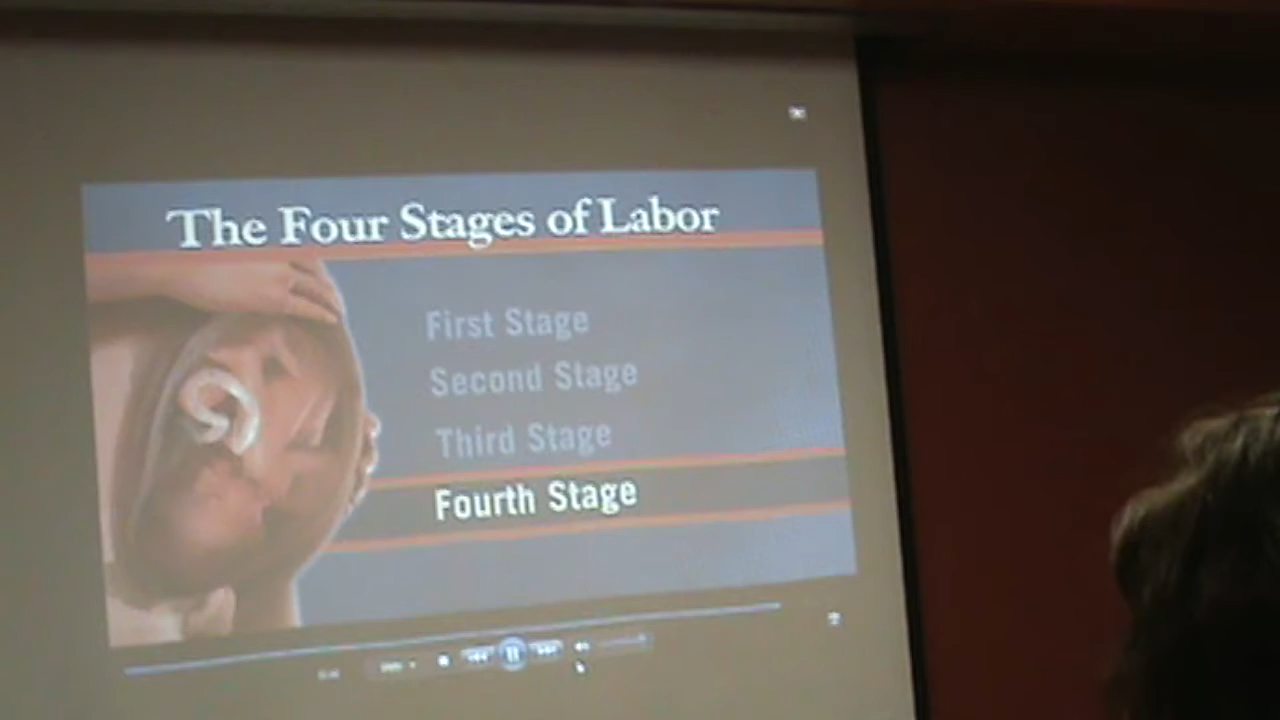 The Four Stages of Labor
First Stage
Second Stage
Third Stage
Fourth Stage